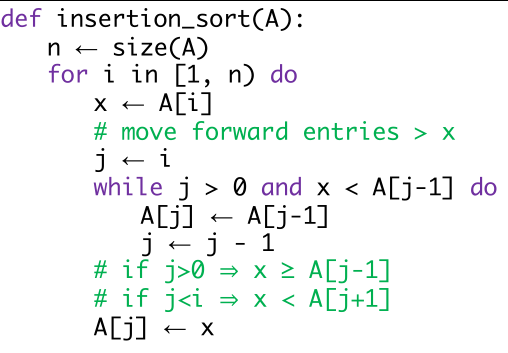 def insertion_sort(A):
n ← size(A)
for i in [1, n) do
x ← A[i]
# move forward entries > x
j ← i
while j > 0 and x < A[j-1] do
A[j] ← A[j-1]
j ← j - 1
# if j>0 ⇒ x ≥ A[j-1]
# if j<i ⇒ x < A[j+1]
A[j] ← x